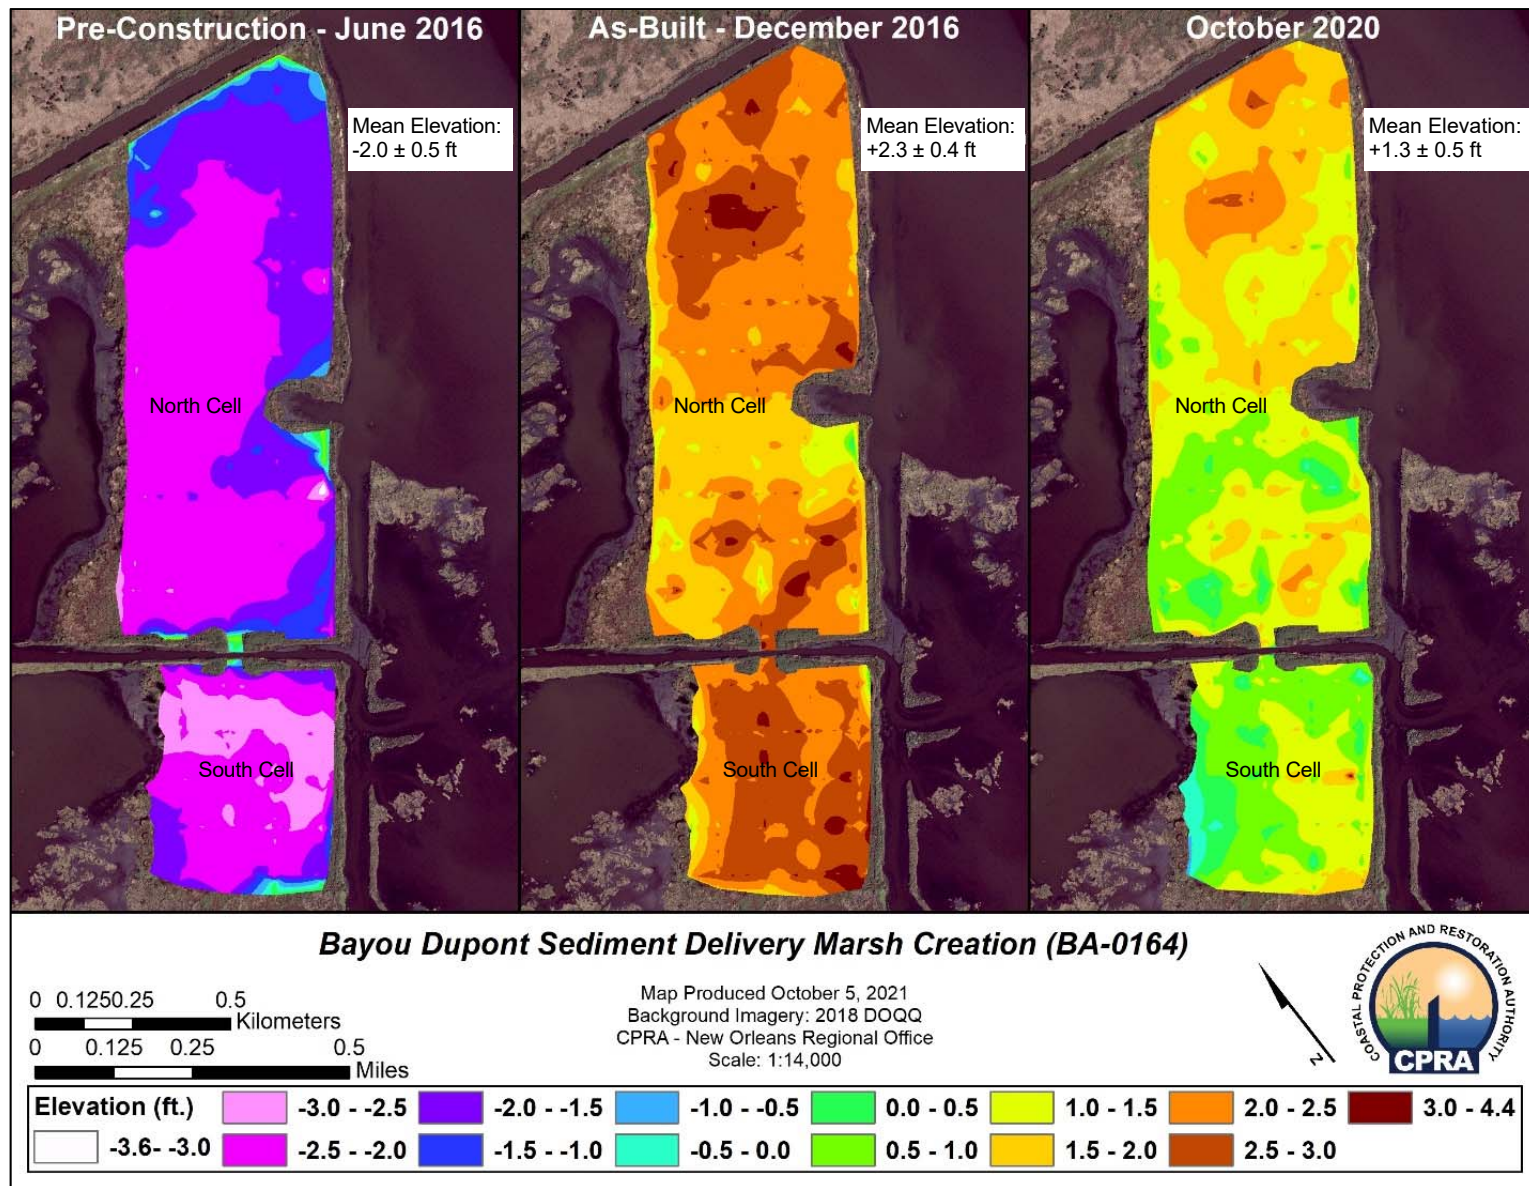 Pre-Construction - June 2016
Mean Elevation:
-2.0 ± 0.5 ft
North Cell
South Cell
As-Built - December 2016
Mean Elevation:
+2.3 ± 0.4 ft
North Cell
South Cell
October 2020
Mean Elevation:
+1.3 ± 0.5 ft
North Cell
South Cell
Bayou Dupont Sediment Delivery Marsh Creation (BA-0164)
0 0.1250.25 0.5
Kilometers
0 0.125 0.25 0.5
Miles
Map Produced October 5, 2021
Background Imagery: 2018 DOQQ
CPRA - New Orleans Regional Office
Scale: 1:14,000
N
COASTAL PROTECTION AND RESTORATION AUTHORITY
CPRA
Elevation (ft.) -3.0 - -2.5 -2.0 - -1.5 -1.0 - -0.5 0.0 - 0.5 1.0 - 1.5 2.0 - 2.5 3.0 - 4.4
-3.6- -3.0 -2.5 - -2.0 -1.5 - -1.0 -0.5 - 0.0 0.5 - 1.0 1.5 - 2.0 2.5 - 3.0